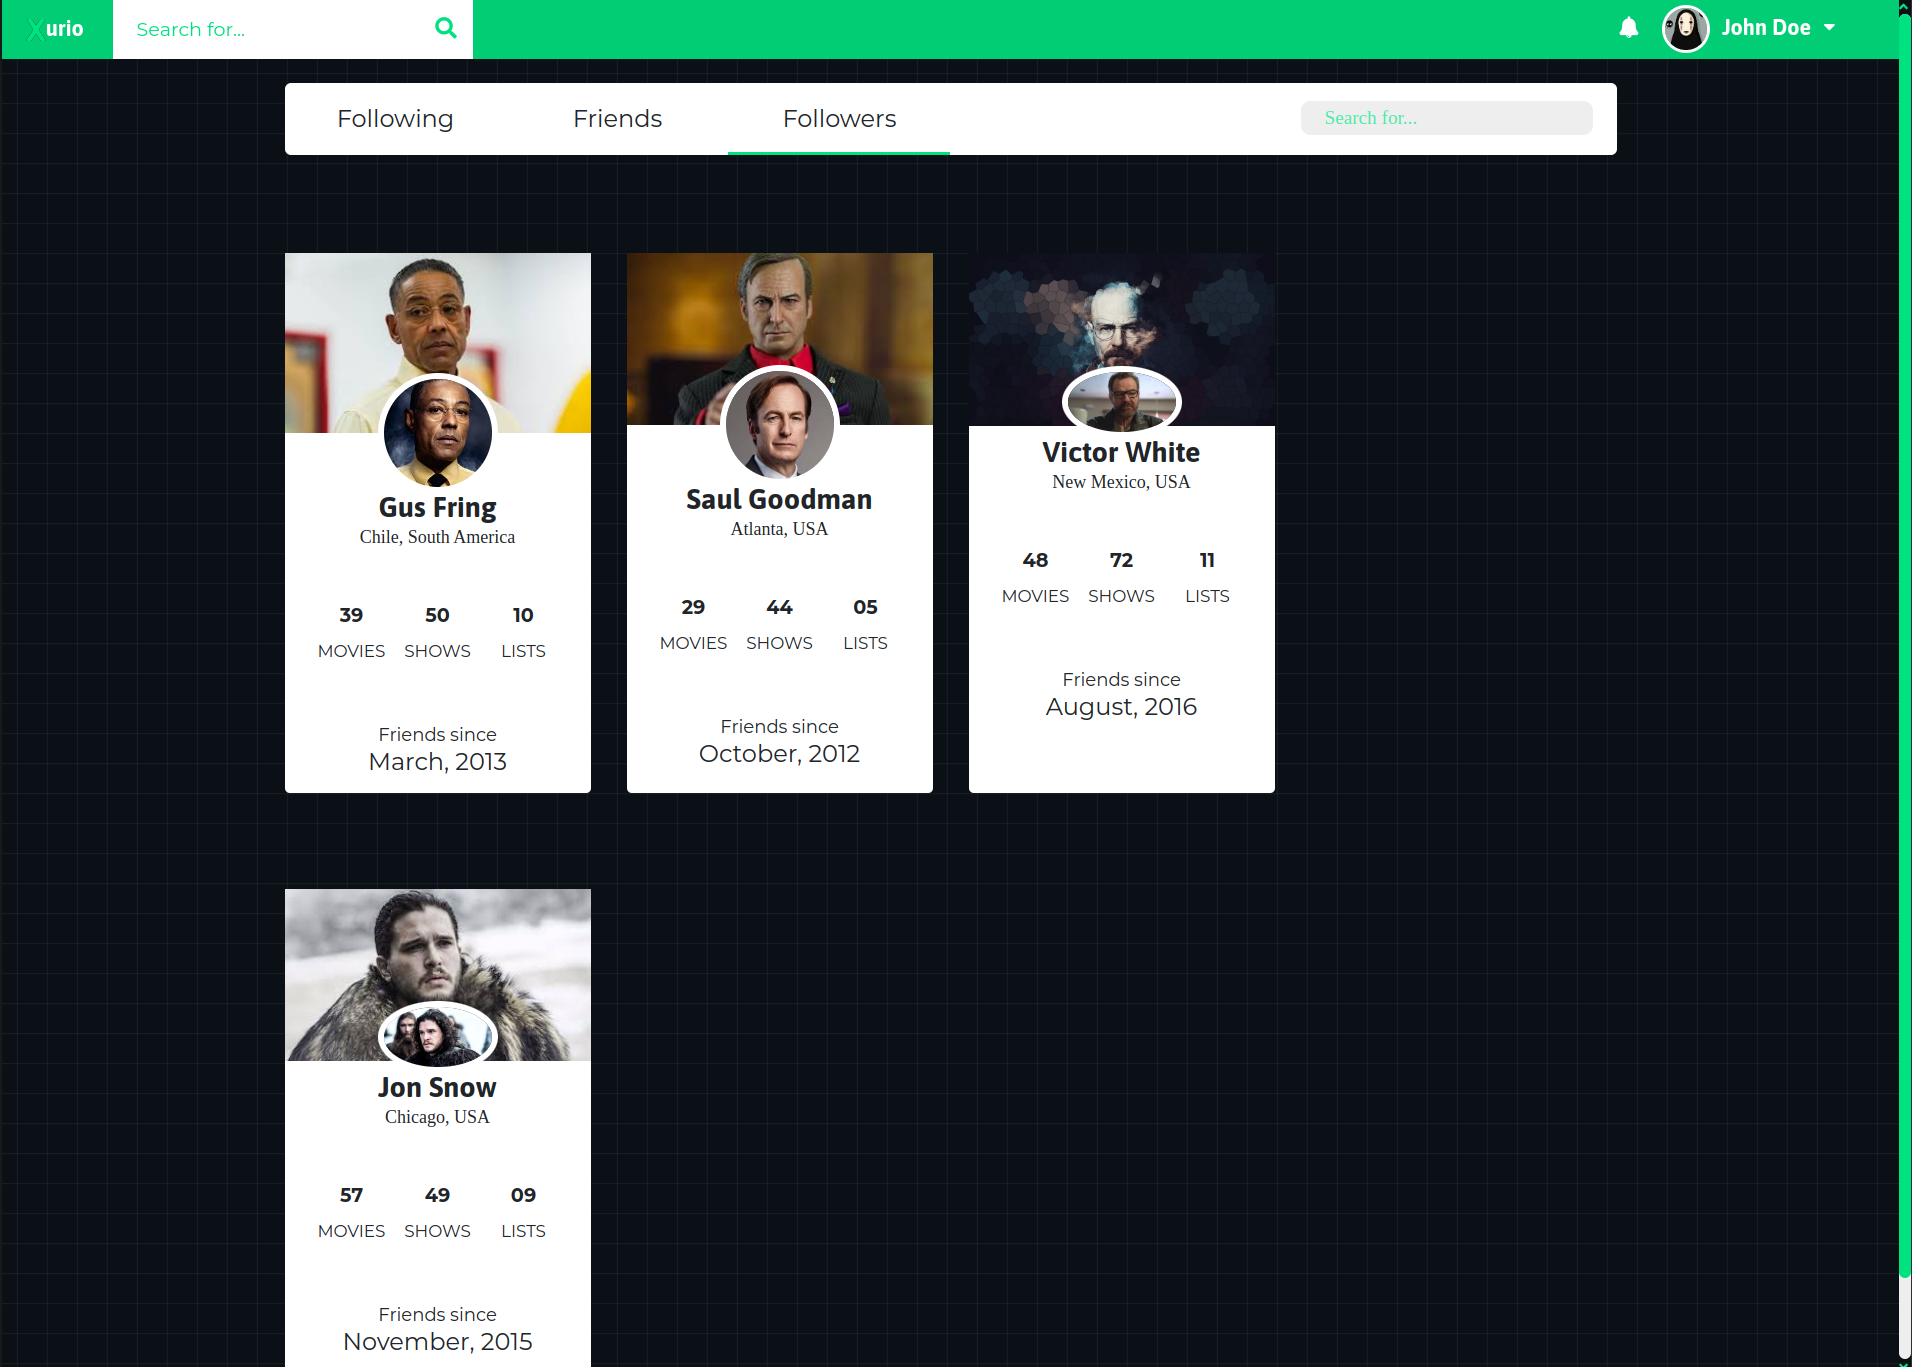 Xurio
Search for...
John Doe
Following
Friends
Followers
Search for...
Gus Fring
Chile, South America
39
50
10
MOVIES
SHOWS
LISTS
Friends since
March, 2013
Saul Goodman
Atlanta, USA
29
44
05
MOVIES
SHOWS
LISTS
Friends since
October, 2012
Victor White
New Mexico, USA
48
72
11
MOVIES
SHOWS
LISTS
Friends since
August, 2016
Jon Snow
Chicago, USA
57
49
09
MOVIES
SHOWS
LISTS
Friends since
November, 2015